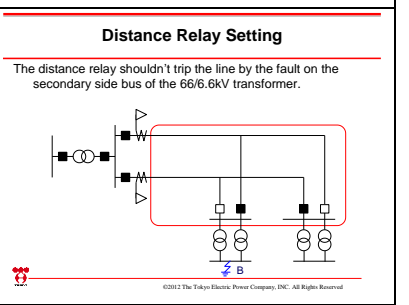 Distance Relay Setting
The distance relay shouldn't trip the line by the fault on the
secondary side bus of the 66/6.6kV transformer.
B
©2012 The Tokyo Electric Power Company, INC. All Rights Reserved